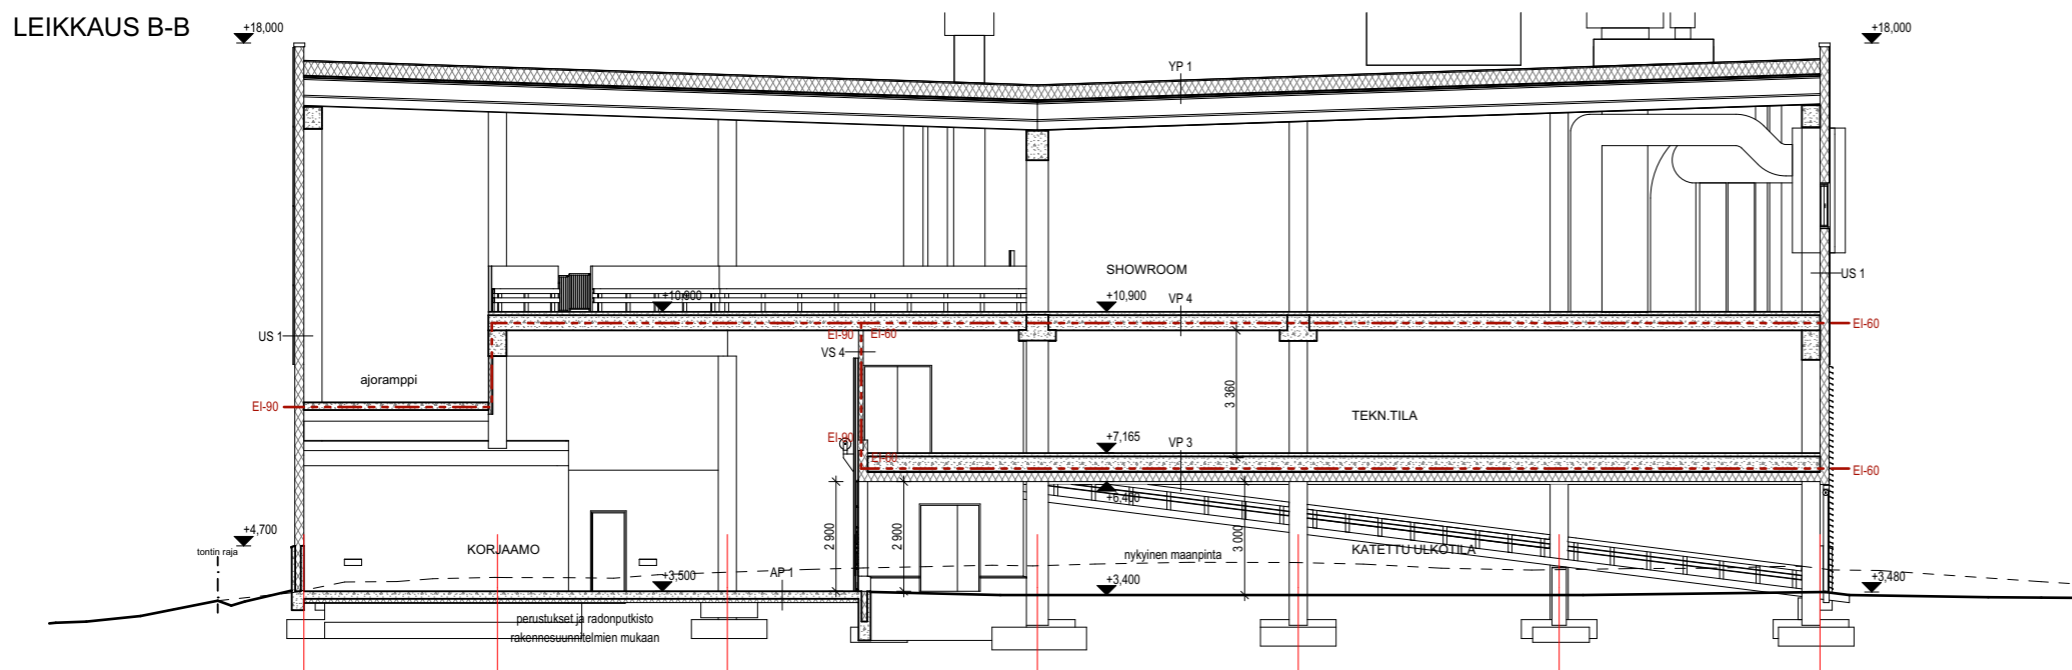 LEIKKAUS B-B
+18,000
+18,000
YP 1
SHOWROOM
US 1
+10,900
+10,900
VP 4
EI-90
EI-60
EI-60
US 1
VS 4
ajoramppi
3 360
EI-90
TEKN.TILA
EI-90
+7,165
VP 3
EI-60
EI-60
+6,400
+4,700
2 900
2 900
3 000
tontin raja
KORJAAMO
nykyinen maanpinta
KATETTU ULKOTILA
+3,500
AP 1
+3,400
+3,480
perustukset ja radonputkisto
rakennesuunnitelmien mukaan